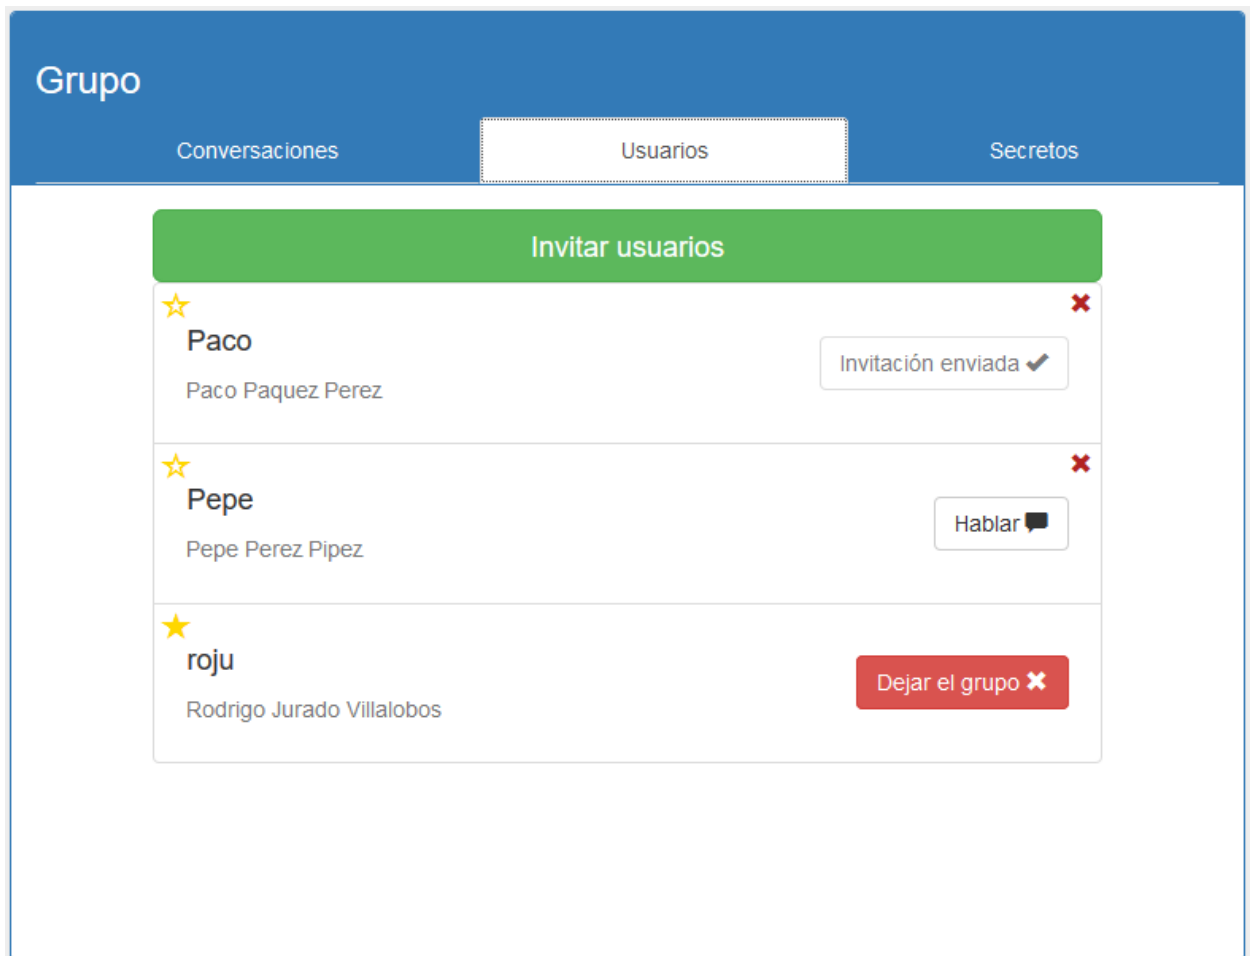 Grupo
Conversaciones Usuarios Secretos
Invitar usuarios
Paco
Paco Paquez Perez
Invitación enviada
Pepe
Pepe Perez Pipez
Hablar
roju
Rodrigo Jurado Villalobos
Dejar el grupo